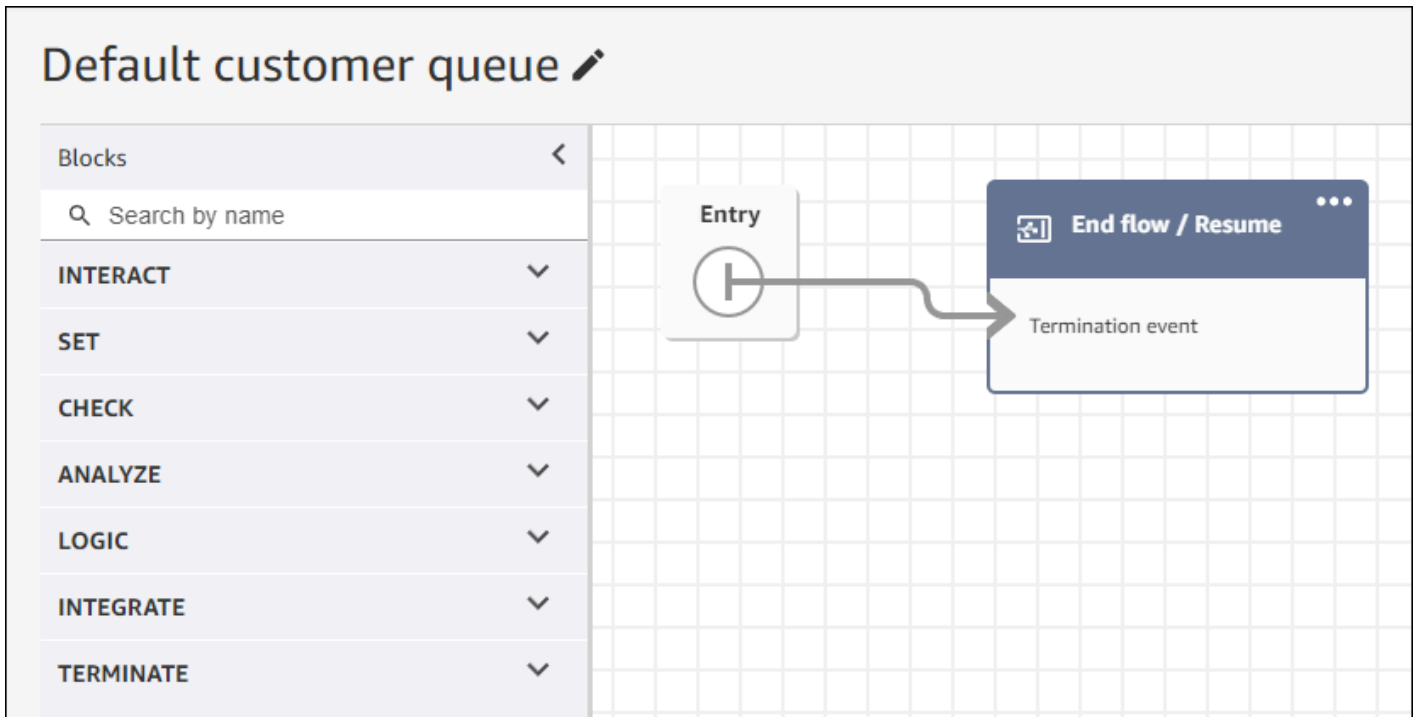 Default customer queue
Blocks
Search by name
INTERACT
SET
CHECK
ANALYZE
LOGIC
INTEGRATE
TERMINATE
Entry
End flow / Resume
Termination event